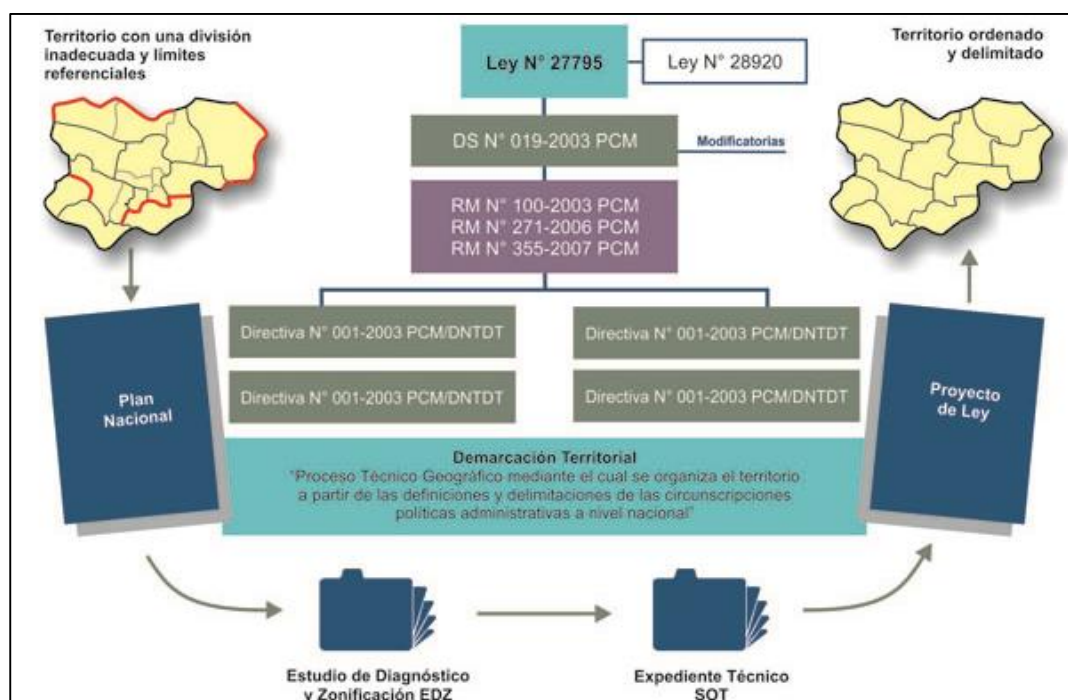 Territorio con una división
inadecuada y límites
referenciales
Ley N° 27795
Ley N° 28920
Territorio ordenado
y delimitado
DS N° 019-2003 PCM
Modificatorias
RM N° 100-2003 PCM
RM N° 271-2006 PCM
RM N° 355-2007 PCM
Directiva N° 001-2003 PCM/DNTDT
Directiva N° 001-2003 PCM/DNTDT
Directiva N° 001-2003 PCM/DNTDT
Directiva N° 001-2003 PCM/DNTDT
Plan
Nacional
Proyecto
de Ley
Demarcación Territorial
"Proceso Técnico Geográfico mediante el cual se organiza el territorio
a partir de las definiciones y delimitaciones de las circunscripciones
políticas administrativas a nivel nacional"
Estudio de Diagnóstico
y Zonificación EDZ
Expediente Técnico
SOT